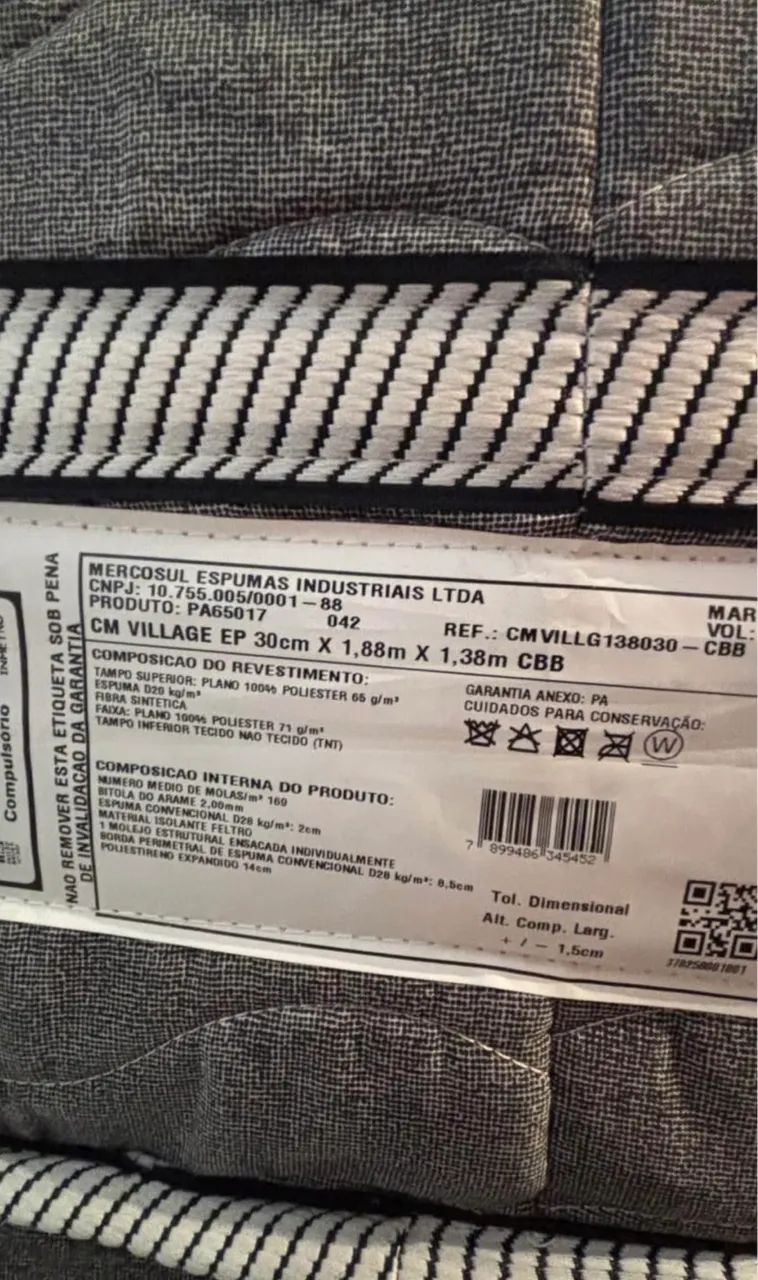 MERCOSUL ESPUMAS INDUSTRIAIS LTDA
CNPJ: 10.755.005/0001-88
PRODUTO: PA65017 042
REF.: CMVILLG138030-CBB
MAR
VOL:
CM VILLAGE EP 30cm X 1,88m X 1,38m CBB
COMPOSICAO DO REVESTIMENTO:
TAMPO SUPERIOR: PLANO 100% POLIESTER 65 g/m²
ESPUMA D20 kg/m³
FIBRA SINTETICA
FAIXA: PLANO 100% POLIESTER 71 g/m²
TAMPO INFERIOR TECIDO NAO TECIDO (TNT)
GARANTIA ANEXO: PA
CUIDADOS PARA CONSERVAÇÃO:
W
COMPOSICAO INTERNA DO PRODUTO:
NUMERO MEDIO DE MOLAS/m² 160
BITOLA DO ARAME 2,00mm
ESPUMA CONVENCIONAL D28 kg/m³: 2cm
MATERIAL ISOLANTE FELTRO
1 MOLEJO ESTRUTURAL ENSACADA INDIVIDUALMENTE
BORDA PERIMETRAL DE ESPUMA CONVENCIONAL D28 kg/m³: 8,5cm
POLIESTIRENO EXPANDIDO 14cm
7 899486 345452
Tol. Dimensional
Alt. Comp. Larg.
+ / - 1,5cm
NAO REMOVER ESTA ETIQUETA SOB PENA
DE INVALIDACAO DA GARANTIA
Compulsório